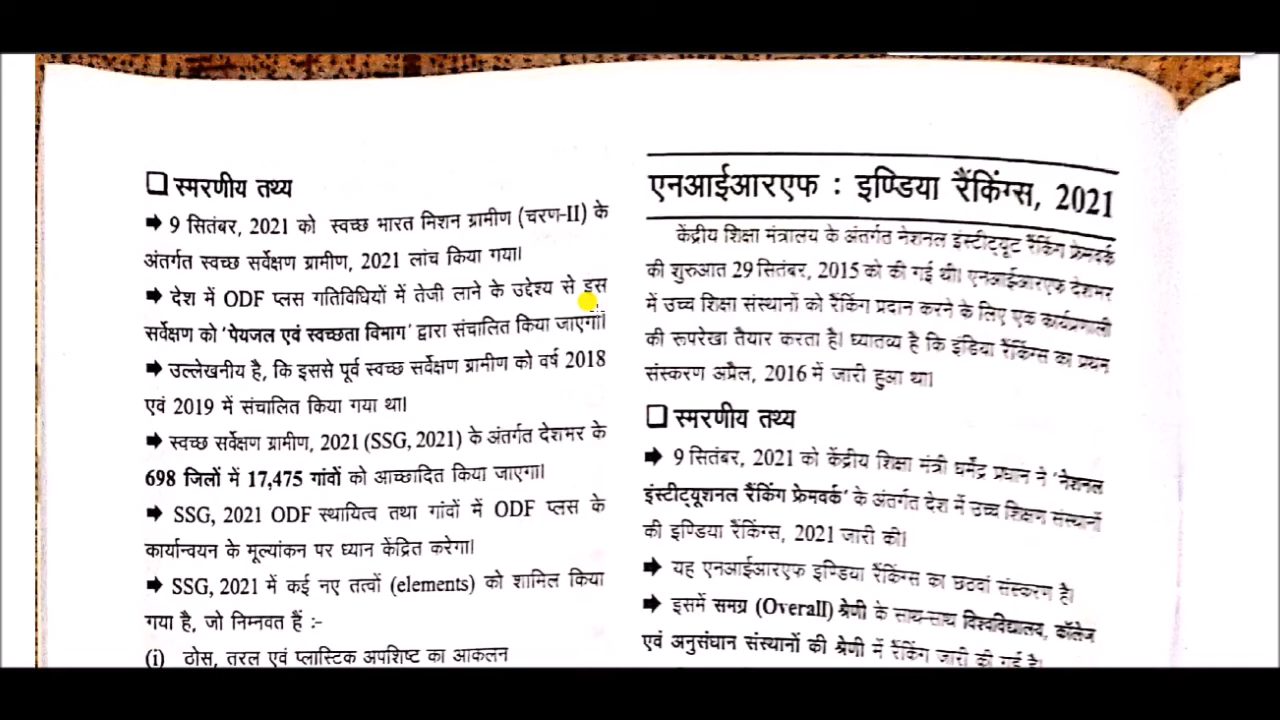 ❑ स्मरणीय तथ्य
➡ 9 सितंबर, 2021 को स्वच्छ भारत मिशन ग्रामीण (चरण-II) के
अंतर्गत स्वच्छ सर्वेक्षण ग्रामीण, 2021 लांच किया गया।
➡ देश में ODF प्लस गतिविधियों में तेजी लाने के उद्देश्य से इस
सर्वेक्षण को 'पेयजल एवं स्वच्छता विभाग' द्वारा संचालित किया जाएगा।
➡ उल्लेखनीय है, कि इससे पूर्व स्वच्छ सर्वेक्षण ग्रामीण को वर्ष 2018
एवं 2019 में संचालित किया गया था।
➡ स्वच्छ सर्वेक्षण ग्रामीण, 2021 (SSG, 2021) के अंतर्गत देशभर के
698 जिलों में 17,475 गांवों को आच्छादित किया जाएगा।
➡ SSG, 2021 ODF स्थायित्व तथा गांवों में ODF प्लस के
कार्यान्वयन के मूल्यांकन पर ध्यान केंद्रित करेगा।
➡ SSG, 2021 में कई नए तत्वों (elements) को शामिल किया
गया है, जो निम्नवत हैं :-
(i) ठोस, तरल एवं प्लास्टिक अपशिष्ट का आकलन
एनआईआरएफ : इण्डिया रैंकिंग्स, 2021
केंद्रीय शिक्षा मंत्रालय के अंतर्गत नेशनल इंस्टीट्यूट रैंकिंग फ्रेमवर्क
की शुरुआत 29 सितंबर, 2015 को की गई थी। एनआईआरएफ देशभर
में उच्च शिक्षा संस्थानों को रैंकिंग प्रदान करने के लिए एक कार्यप्रणाली
की रूपरेखा तैयार करता है। ध्यातव्य है कि इंडिया रैंकिंग्स का प्रथम
संस्करण अप्रैल, 2016 में जारी हुआ था।
❑ स्मरणीय तथ्य
➡ 9 सितंबर, 2021 को केंद्रीय शिक्षा मंत्री धर्मेंद्र प्रधान ने 'नेशनल
इंस्टीट्यूशनल रैंकिंग फ्रेमवर्क' के अंतर्गत देश में उच्च शिक्षण संस्थानों
की इण्डिया रैंकिंग्स, 2021 जारी की।
➡ यह एनआईआरएफ इण्डिया रैंकिंग्स का छठवां संस्करण है।
➡ इसमें समग्र (Overall) श्रेणी के साथ-साथ विश्वविद्यालय, कॉलेज
एवं अनुसंधान संस्थानों की श्रेणी में रैंकिंग जारी की गई है।